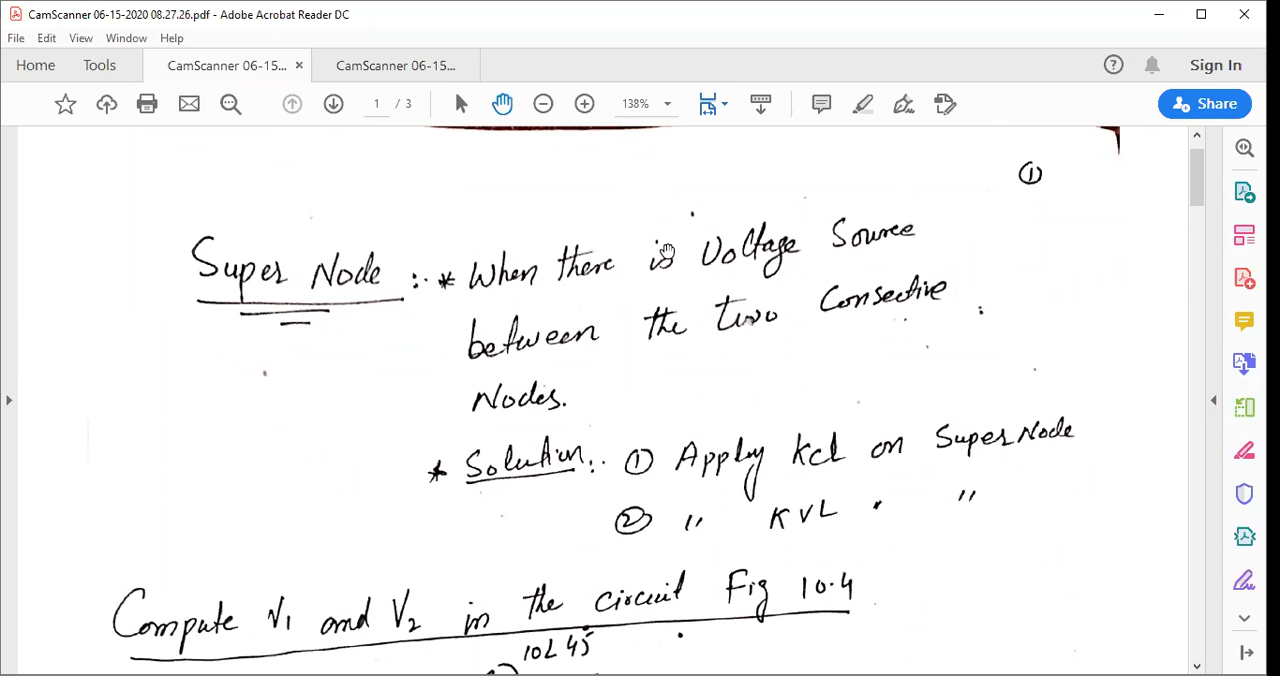 CamScanner 06-15-2020 08.27.26.pdf - Adobe Acrobat Reader DC
File Edit View Window Help
Home Tools CamScanner 06-15... × CamScanner 06-15...
Sign In
1 / 3 138% Share
①
Super Node :- * When there is Voltage Source
between the two Consective
Nodes.
* Solution:- ① Apply KCL on SuperNode
② " KVL " "
Compute V1 and V2 in the circuit Fig 10.4
10∠45